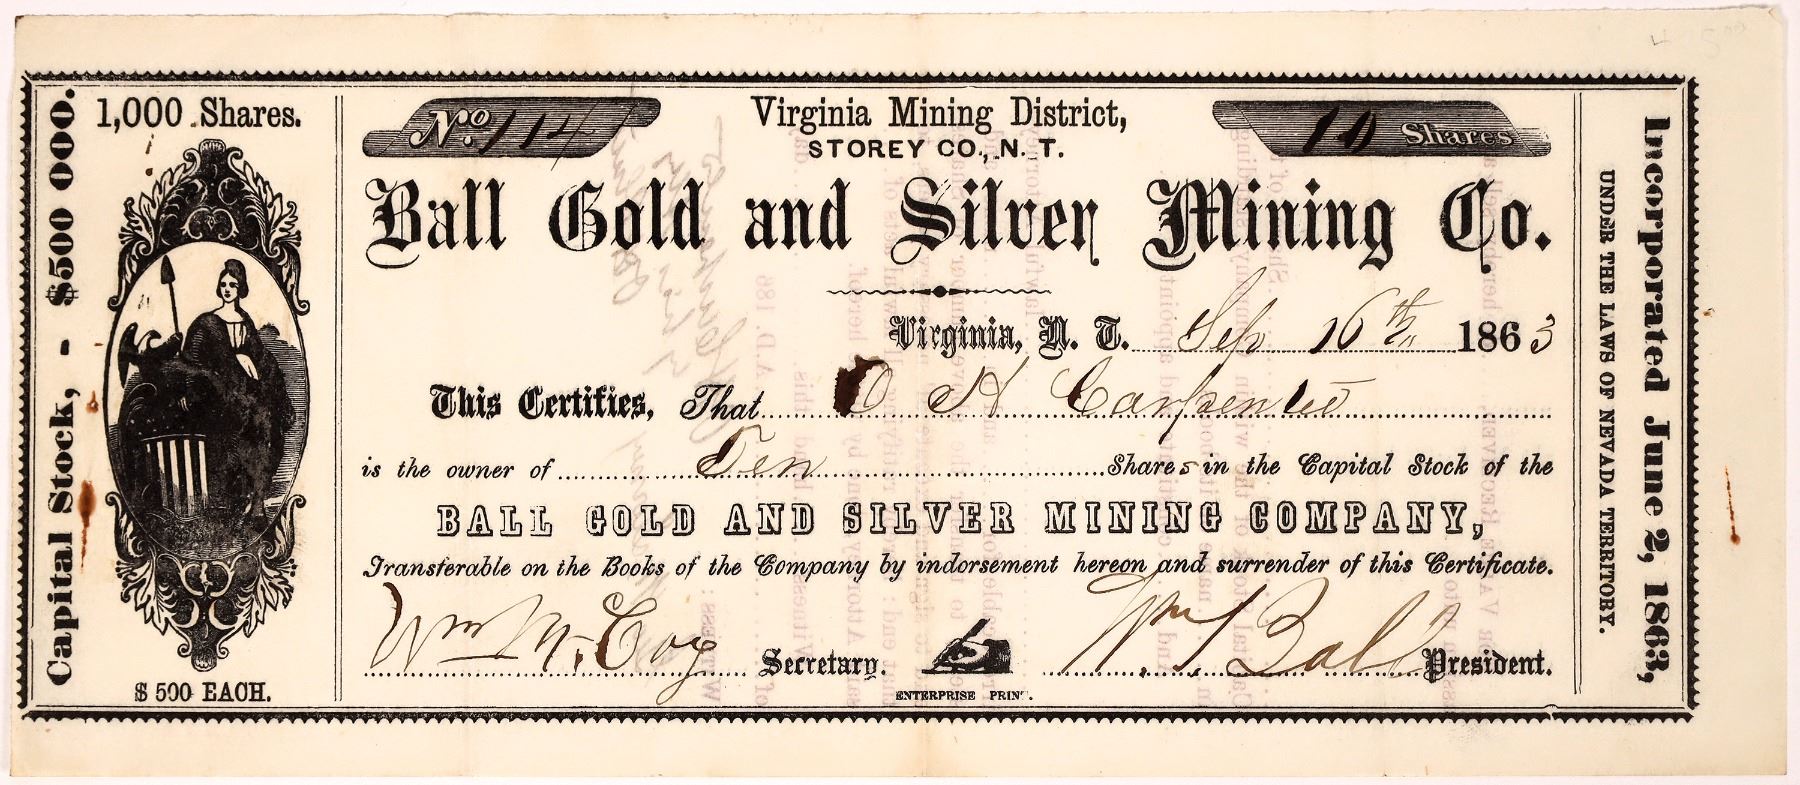 1,000 Shares.
Capital Stock, - $500 000.
$500 EACH.
No. 114
Virginia Mining District,
STOREY CO., N. T.
10 Shares
Ball Gold and Silver Mining Co.
Virginia, N. T. Sep 16th 1863
This Certifies, That O A Carpenter
is the owner of Ten Shares in the Capital Stock of the
BALL GOLD AND SILVER MINING COMPANY,
Transferable on the Books of the Company by indorsement hereon and surrender of this Certificate.
Wm M. Coy Secretary.
Wm Ball President.
ENTERPRISE PRINT.
Incorporated June 2, 1863,
UNDER THE LAWS OF NEVADA TERRITORY.